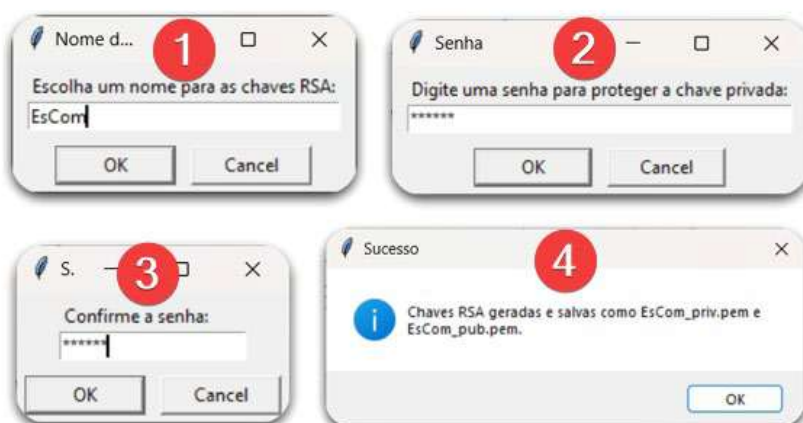 Nome d...
1
Escolha um nome para as chaves RSA:
EsCom
OK Cancel
Senha
2
Digite uma senha para proteger a chave privada:
******
OK Cancel
S.
3
Confirme a senha:
******
OK Cancel
Sucesso
4
i
Chaves RSA geradas e salvas como EsCom_priv.pem e
EsCom_pub.pem.
OK